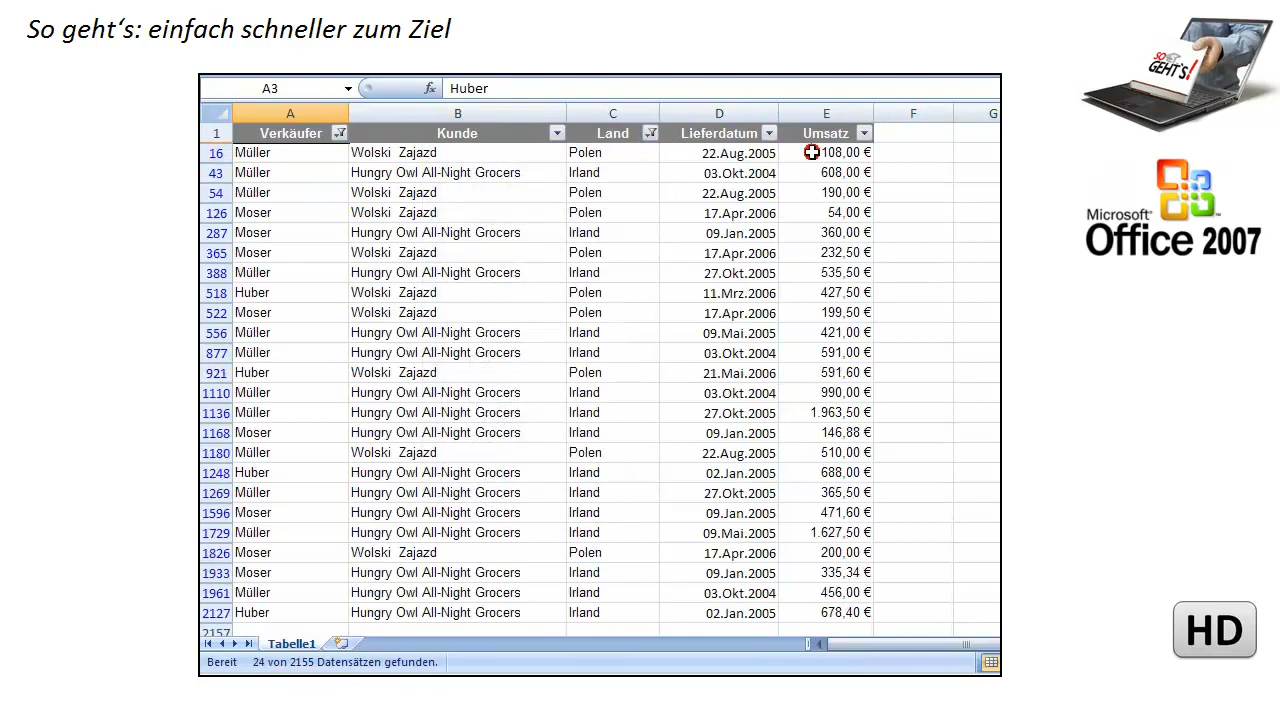 So geht‘s: einfach schneller zum Ziel
SO GEHT`S!
Microsoft®
Office 2007
A3 fx Huber
A B C D E F G
1 Verkäufer Kunde Land Lieferdatum Umsatz
16 Müller Wolski Zajazd Polen 22.Aug.2005 108,00 €
43 Müller Hungry Owl All-Night Grocers Irland 03.Okt.2004 608,00 €
54 Müller Wolski Zajazd Polen 22.Aug.2005 190,00 €
126 Moser Wolski Zajazd Polen 17.Apr.2006 54,00 €
287 Moser Hungry Owl All-Night Grocers Irland 09.Jan.2005 360,00 €
365 Moser Wolski Zajazd Polen 17.Apr.2006 232,50 €
388 Müller Hungry Owl All-Night Grocers Irland 27.Okt.2005 535,50 €
518 Huber Wolski Zajazd Polen 11.Mrz.2006 427,50 €
522 Moser Wolski Zajazd Polen 17.Apr.2006 199,50 €
556 Müller Hungry Owl All-Night Grocers Irland 09.Mai.2005 421,00 €
877 Müller Hungry Owl All-Night Grocers Irland 03.Okt.2004 591,00 €
921 Huber Wolski Zajazd Polen 21.Mai.2006 591,60 €
1110 Müller Hungry Owl All-Night Grocers Irland 03.Okt.2004 990,00 €
1136 Müller Hungry Owl All-Night Grocers Irland 27.Okt.2005 1.963,50 €
1168 Moser Hungry Owl All-Night Grocers Irland 09.Jan.2005 146,88 €
1180 Müller Wolski Zajazd Polen 22.Aug.2005 510,00 €
1248 Huber Hungry Owl All-Night Grocers Irland 02.Jan.2005 688,00 €
1269 Müller Hungry Owl All-Night Grocers Irland 27.Okt.2005 365,50 €
1596 Moser Hungry Owl All-Night Grocers Irland 09.Jan.2005 471,60 €
1729 Müller Hungry Owl All-Night Grocers Irland 09.Mai.2005 1.627,50 €
1826 Moser Wolski Zajazd Polen 17.Apr.2006 200,00 €
1933 Moser Hungry Owl All-Night Grocers Irland 09.Jan.2005 335,34 €
1961 Müller Hungry Owl All-Night Grocers Irland 03.Okt.2004 456,00 €
2127 Huber Hungry Owl All-Night Grocers Irland 02.Jan.2005 678,40 €
2157
Tabelle1
Bereit 24 von 2155 Datensätzen gefunden.
HD